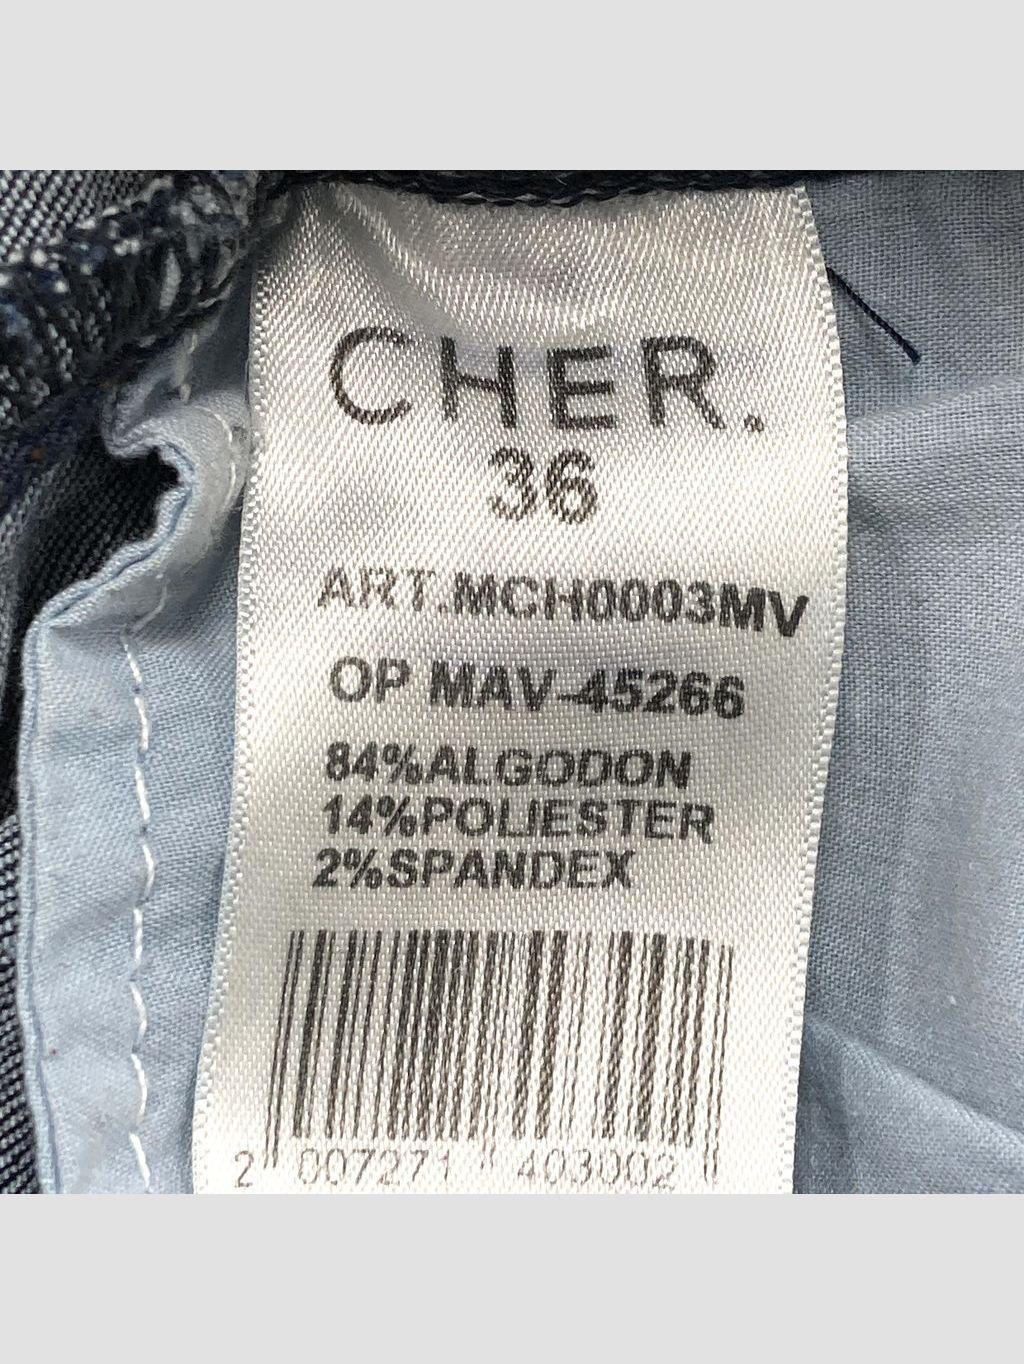 CHER.
36
ART.MCH0003MV
OP MAV-45266
84%ALGODON
14%POLIESTER
2%SPANDEX
2 007271 403002